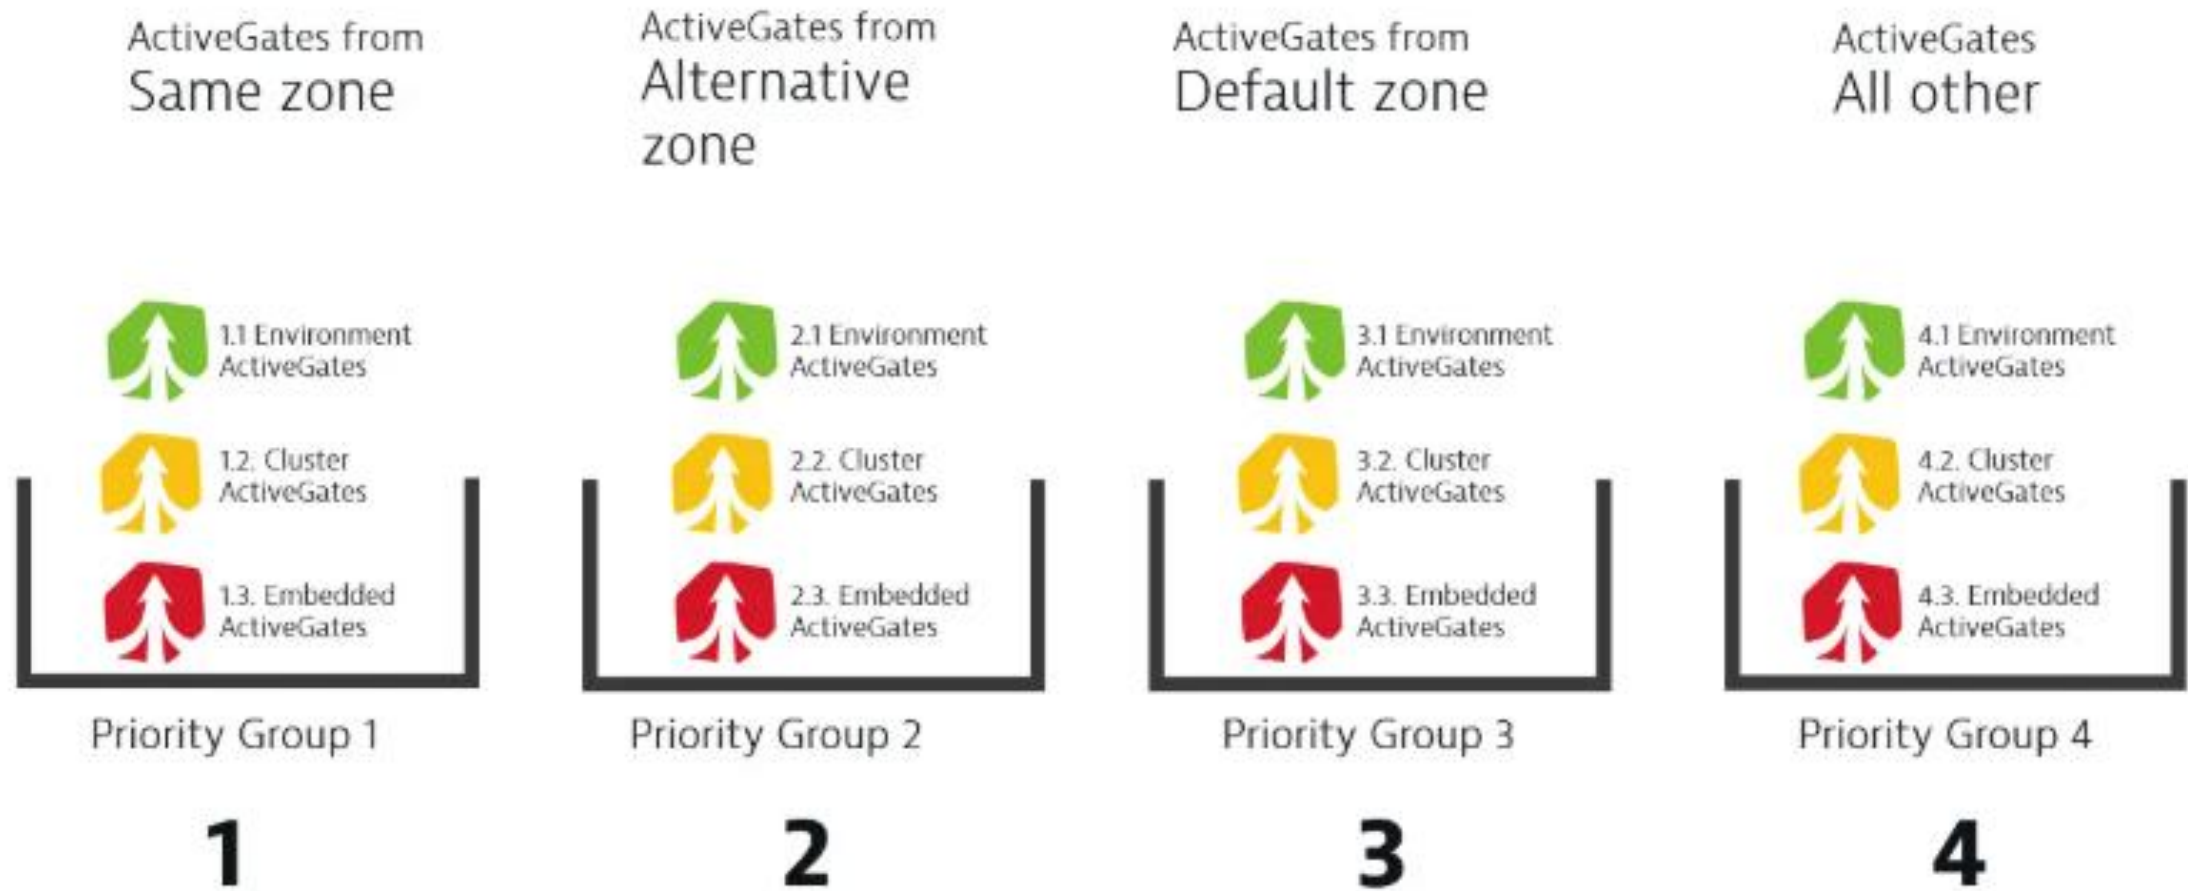 ActiveGates from
Same zone
ActiveGates from
Alternative
zone
ActiveGates from
Default zone
ActiveGates
All other
1.1 Environment
ActiveGates
1.2. Cluster
ActiveGates
1.3. Embedded
ActiveGates
Priority Group 1
1
2.1 Environment
ActiveGates
2.2. Cluster
ActiveGates
2.3. Embedded
ActiveGates
Priority Group 2
2
3.1 Environment
ActiveGates
3.2. Cluster
ActiveGates
3.3. Embedded
ActiveGates
Priority Group 3
3
4.1 Environment
ActiveGates
4.2. Cluster
ActiveGates
4.3. Embedded
ActiveGates
Priority Group 4
4